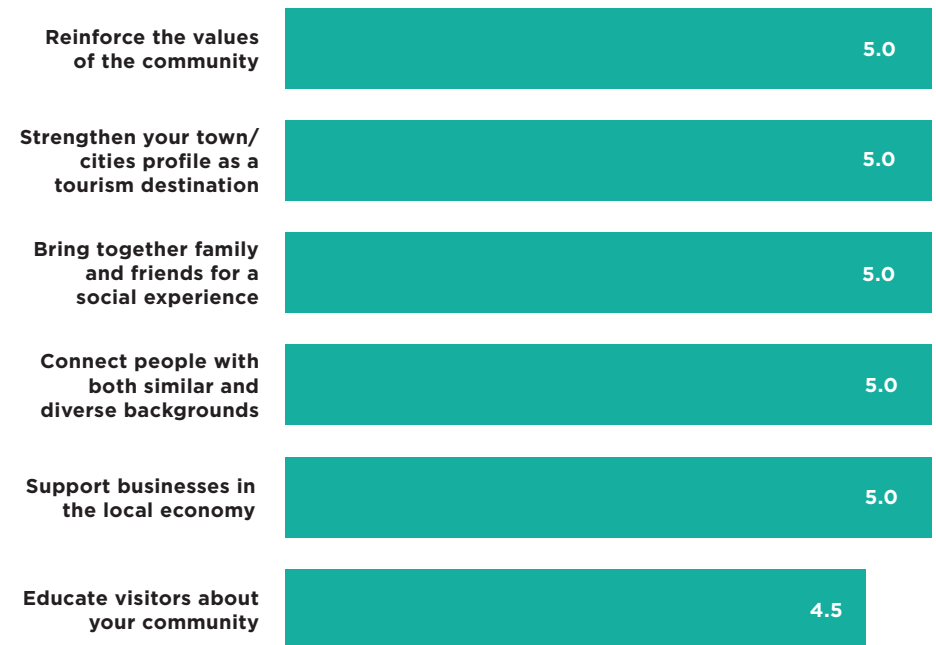 Reinforce the values
of the community
5.0
Strengthen your town/
cities profile as a
tourism destination
5.0
Bring together family
and friends for a
social experience
5.0
Connect people with
both similar and
diverse backgrounds
5.0
Support businesses in
the local economy
5.0
Educate visitors about
your community
4.5